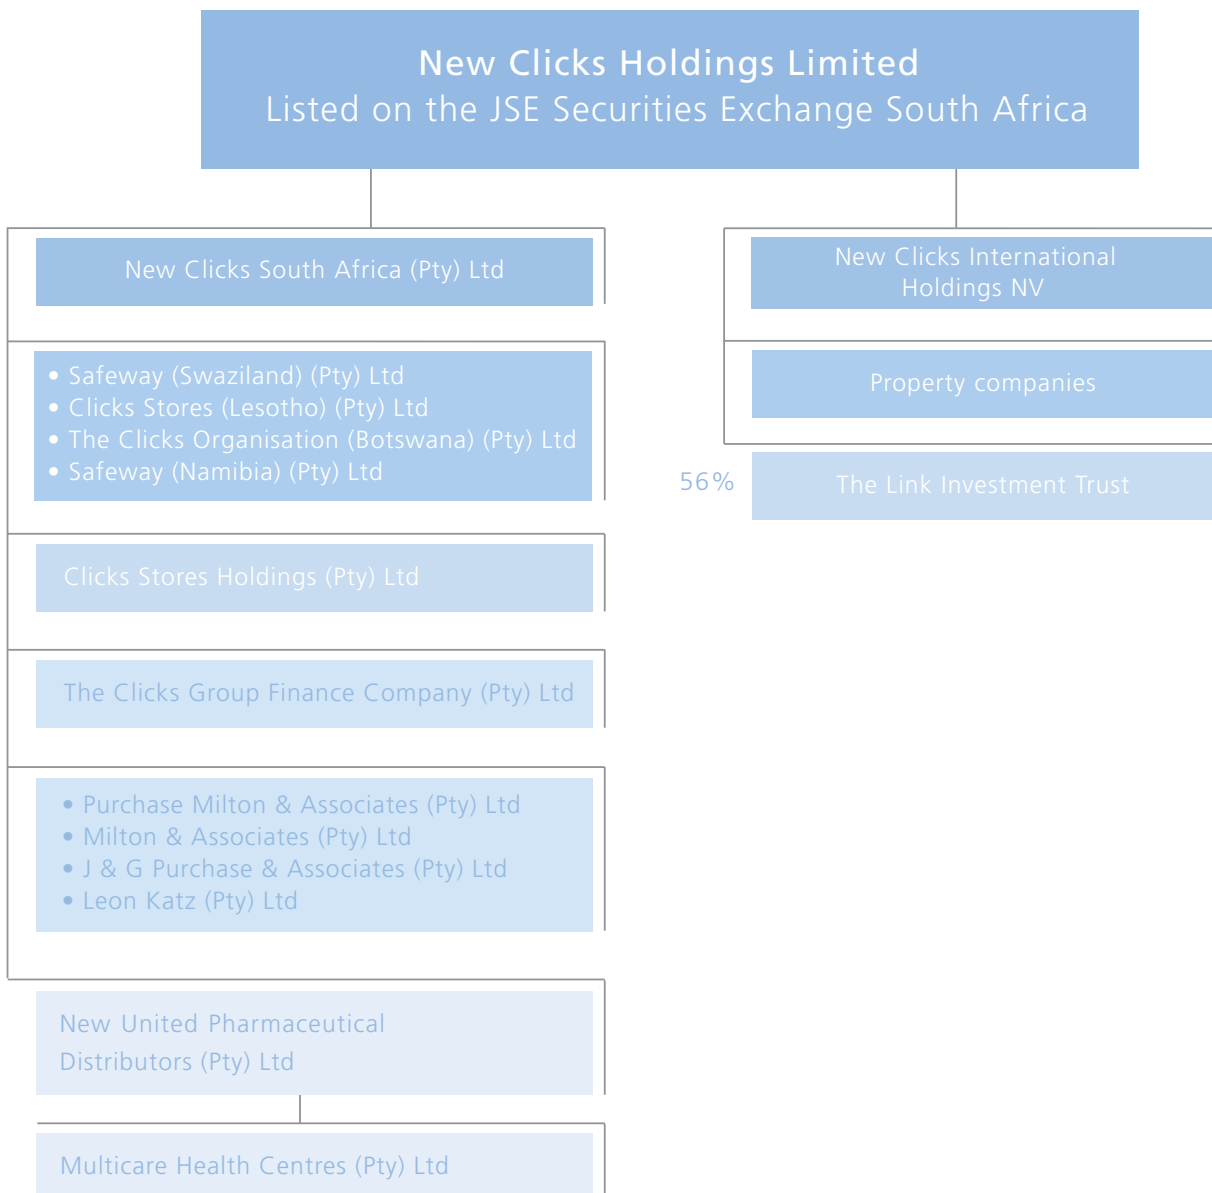 New Clicks Holdings Limited
Listed on the JSE Securities Exchange South Africa
New Clicks South Africa (Pty) Ltd
• Safeway (Swaziland) (Pty) Ltd
• Clicks Stores (Lesotho) (Pty) Ltd
• The Clicks Organisation (Botswana) (Pty) Ltd
• Safeway (Namibia) (Pty) Ltd
Clicks Stores Holdings (Pty) Ltd
The Clicks Group Finance Company (Pty) Ltd
• Purchase Milton & Associates (Pty) Ltd
• Milton & Associates (Pty) Ltd
• J & G Purchase & Associates (Pty) Ltd
• Leon Katz (Pty) Ltd
New United Pharmaceutical
Distributors (Pty) Ltd
Multicare Health Centres (Pty) Ltd
New Clicks International
Holdings NV
Property companies
56%
The Link Investment Trust